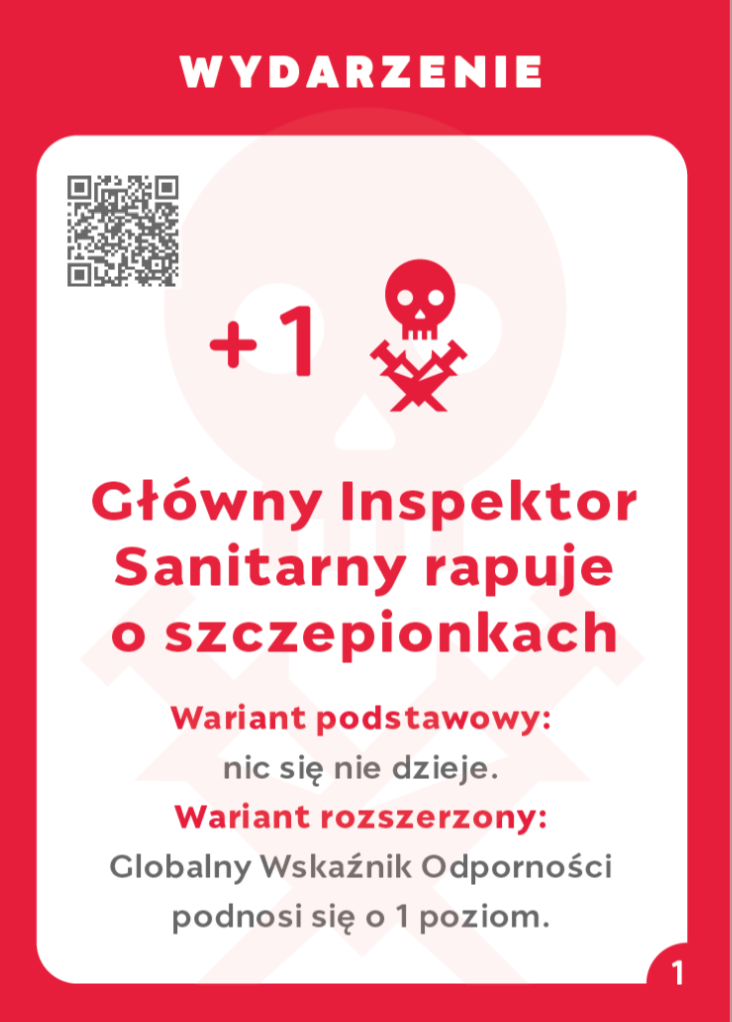 WYDARZENIE
+1
Główny Inspektor
Sanitarny rapuje
o szczepionkach
Wariant podstawowy:
nic się nie dzieje.
Wariant rozszerzony:
Globalny Wskaźnik Odporności
podnosi się o 1 poziom.
1